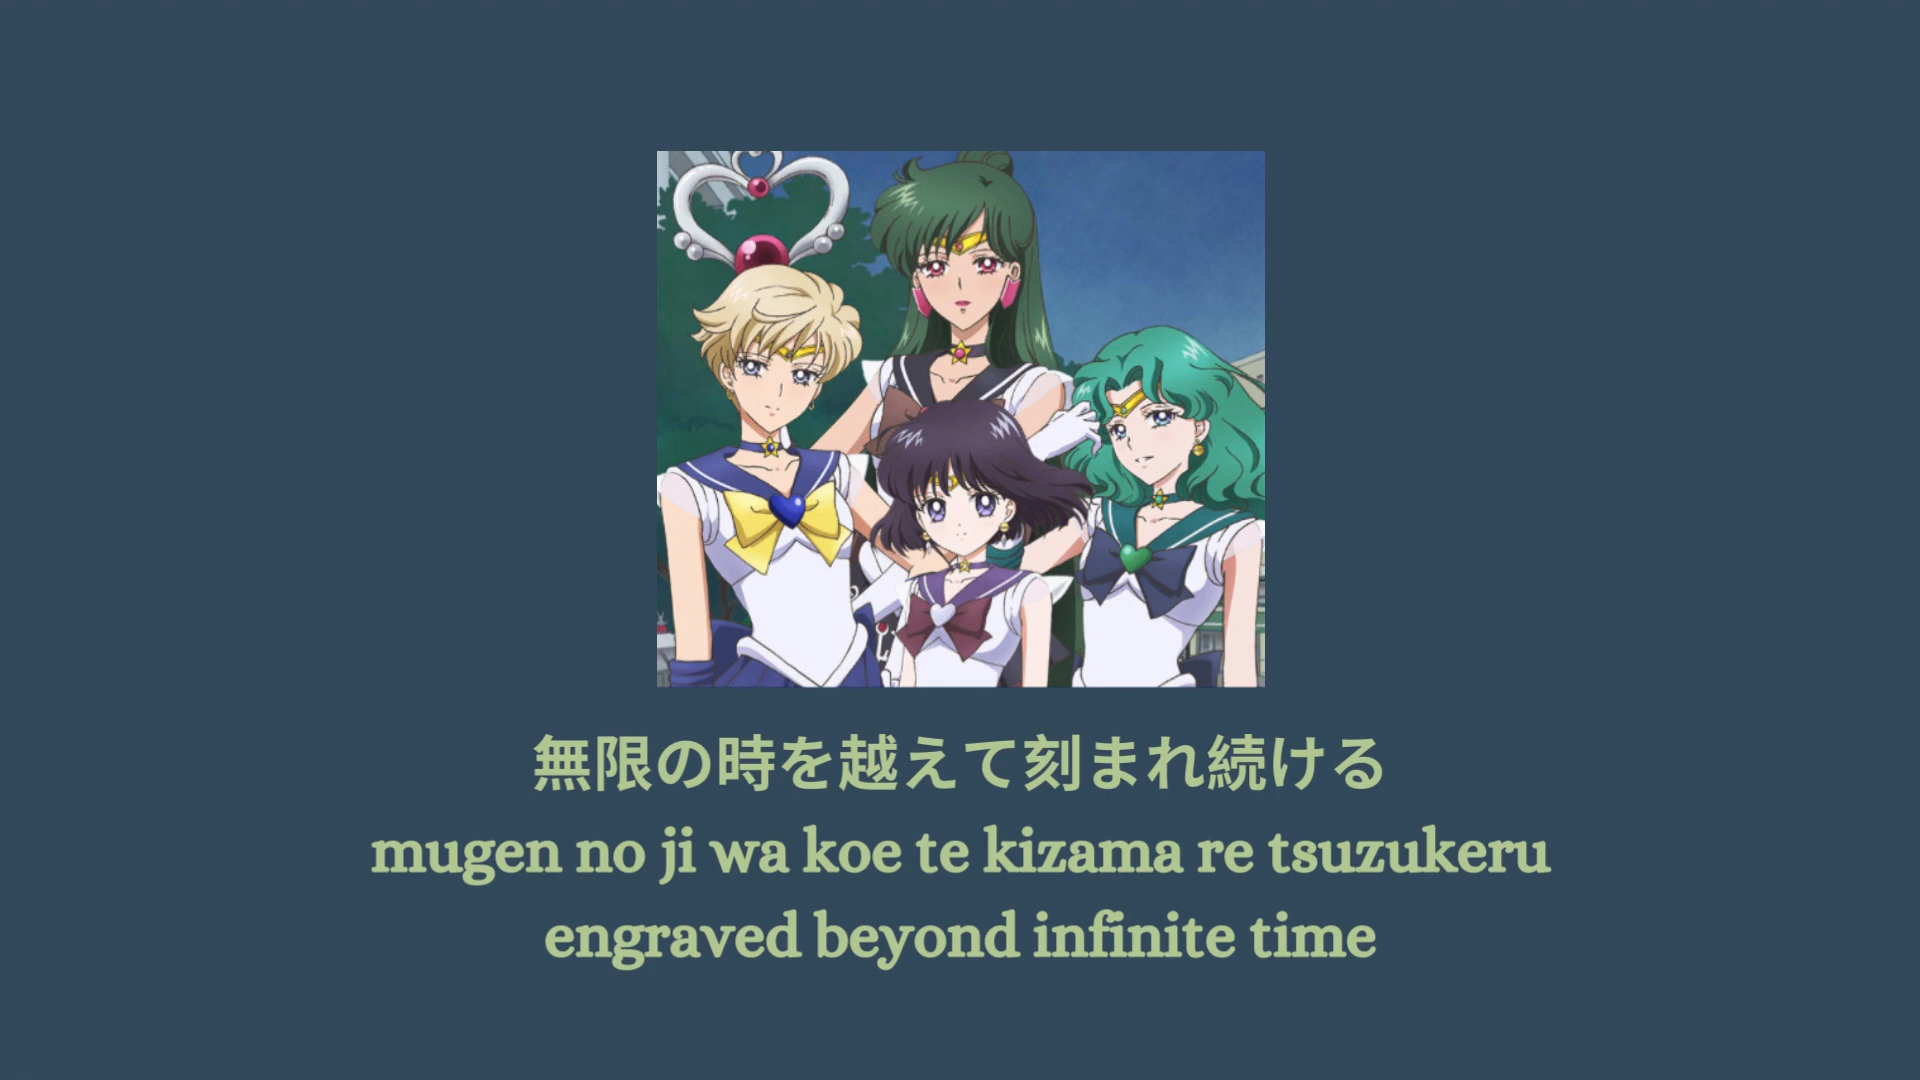 無限の時を越えて刻まれ続ける
mugen no ji wa koe te kizama re tsuzukeru
engraved beyond infinite time